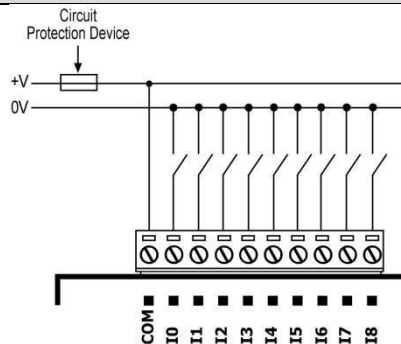 Circuit
Protection Device
+V
0V
COM
I0
I1
I2
I3
I4
I5
I6
I7
I8